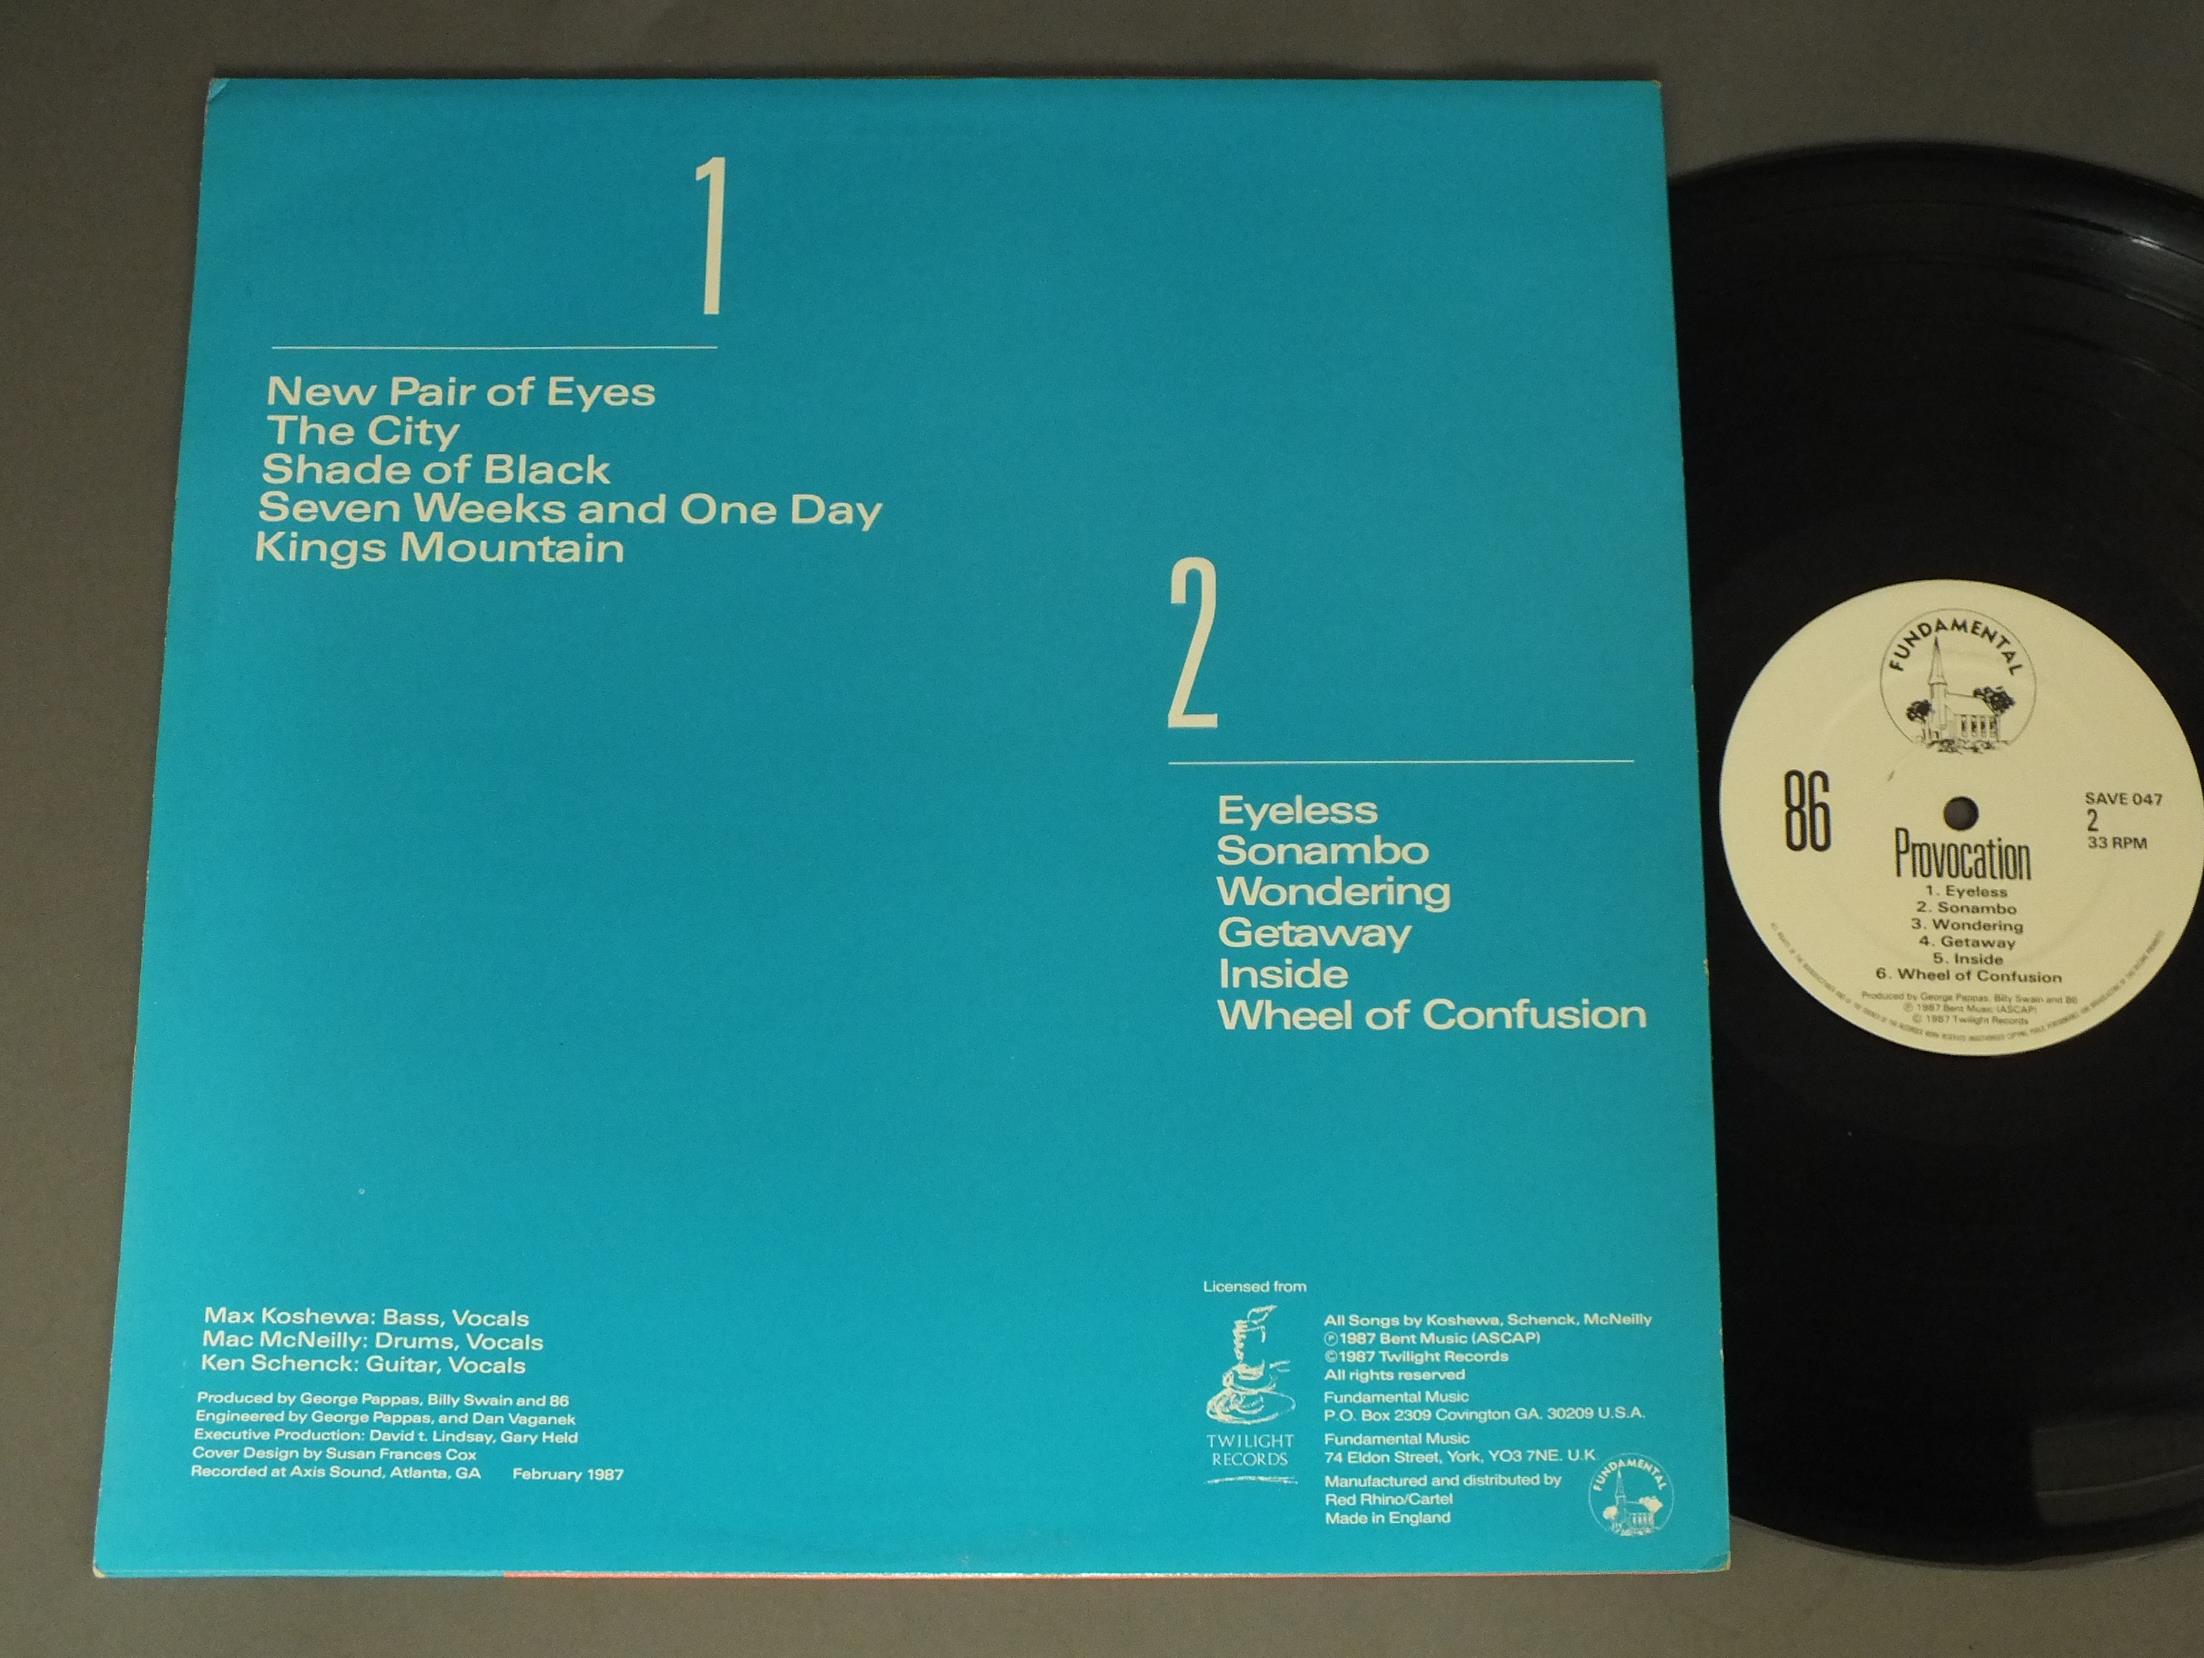 1
New Pair of Eyes
The City
Shade of Black
Seven Weeks and One Day
Kings Mountain
2
Eyeless
Sonambo
Wondering
Getaway
Inside
Wheel of Confusion
Max Koshewa: Bass, Vocals
Mac McNeilly: Drums, Vocals
Ken Schenck: Guitar, Vocals
Produced by George Pappas, Billy Swain and 86
Engineered by George Pappas, and Dan Vaganek
Executive Production: David t. Lindsay, Gary Held
Cover Design by Susan Frances Cox
Recorded at Axis Sound, Atlanta, GA February 1987
Licensed from
TWILIGHT
RECORDS
All Songs by Koshewa, Schenck, McNeilly
℗1987 Bent Music (ASCAP)
©1987 Twilight Records
All rights reserved
Fundamental Music
P.O. Box 2309 Covington GA. 30209 U.S.A.
Fundamental Music
74 Eldon Street, York, YO3 7NE. U.K
Manufactured and distributed by
Red Rhino/Cartel
Made in England
FUNDAMENTAL
FUNDAMENTAL
86
SAVE 047
2
33 RPM
Provocation
1. Eyeless
2. Sonambo
3. Wondering
4. Getaway
5. Inside
6. Wheel of Confusion
Produced by George Pappas, Billy Swain and 86
℗ 1987 Bent Music (ASCAP)
© 1987 Twilight Records